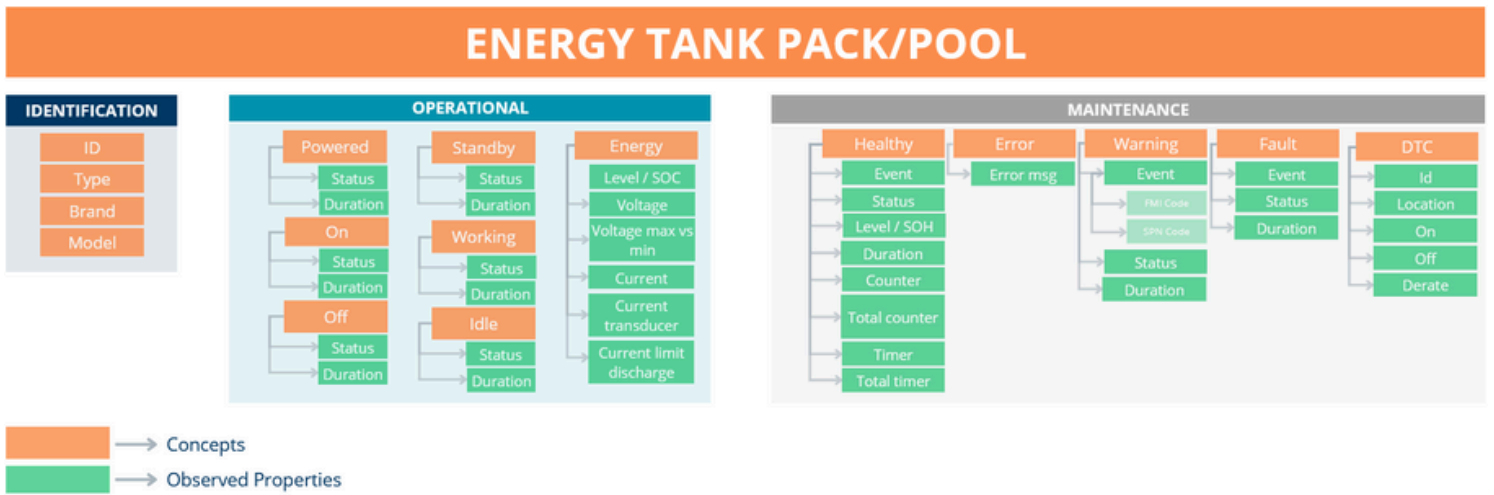 ENERGY TANK PACK/POOL
IDENTIFICATION
ID
Type
Brand
Model
OPERATIONAL
Powered
Status
Duration
On
Status
Duration
Off
Status
Duration
Standby
Status
Duration
Working
Status
Duration
Idle
Status
Duration
Energy
Level / SOC
Voltage
Voltage max vs
min
Current
Current
transducer
Current limit
discharge
MAINTENANCE
Healthy
Event
Status
Level / SOH
Duration
Counter
Total counter
Timer
Total timer
Error
Error msg
Warning
Event
FMI Code
SPN Code
Status
Duration
Fault
Event
Status
Duration
DTC
Id
Location
On
Off
Derate
Concepts
Observed Properties